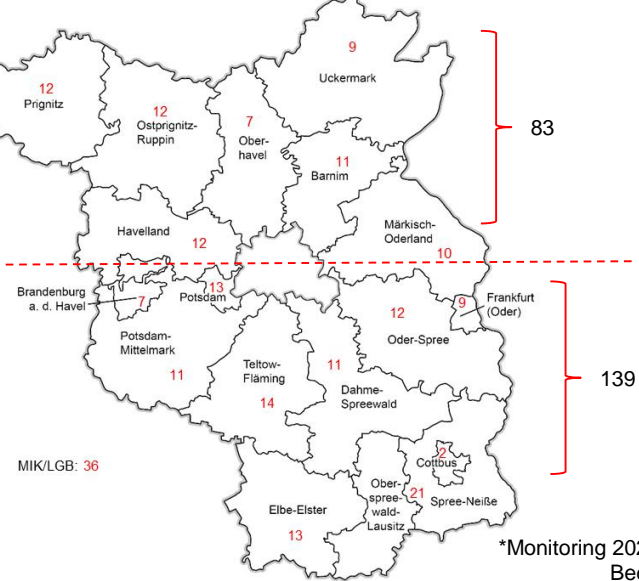 9
Uckermark
12
Prignitz
12
Ostprignitz-
Ruppin
7
Ober-
havel
83
11
Barnim
Havelland
12
Märkisch-
Oderland
10
Brandenburg
a. d. Havel
7
13
Potsdam
9
Frankfurt
(Oder)
12
Oder-Spree
Potsdam-
Mittelmark
11
Teltow-
Fläming
14
11
Dahme-
Spreewald
139
MIK/LGB: 36
2
Cottbus
21
Spree-Neiße
Ober-
spree-
wald-
Lausitz
Elbe-Elster
13
*Monitoring